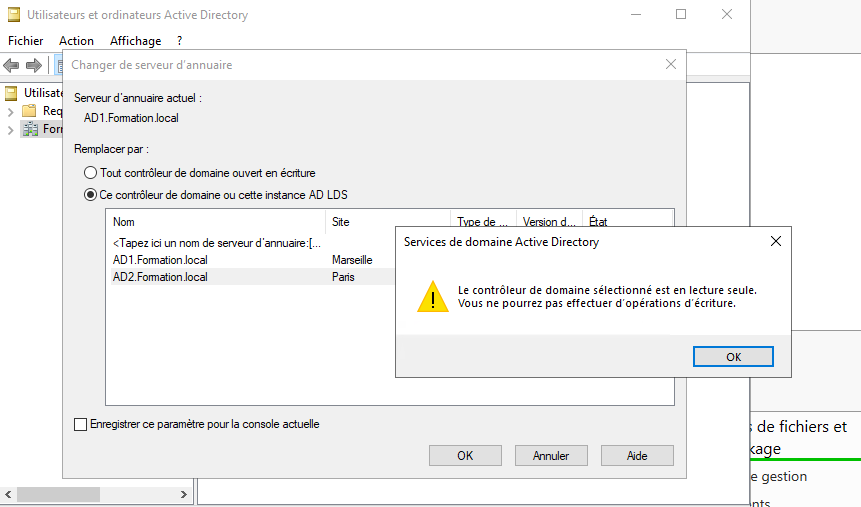 Utilisateurs et ordinateurs Active Directory
Fichier Action Affichage ?
Changer de serveur d'annuaire
Utilisate
Req
For
Serveur d'annuaire actuel :
AD1.Formation.local
Remplacer par :
Tout contrôleur de domaine ouvert en écriture
Ce contrôleur de domaine ou cette instance AD LDS
Nom Site Type de ... Version d... État
<Tapez ici un nom de serveur d'annuaire:[...
AD1.Formation.local Marseille
AD2.Formation.local Paris
Services de domaine Active Directory
Le contrôleur de domaine sélectionné est en lecture seule.
Vous ne pourrez pas effectuer d'opérations d'écriture.
OK
Enregistrer ce paramètre pour la console actuelle
OK Annuler Aide
s de fichiers et
kage
e gestion
nts